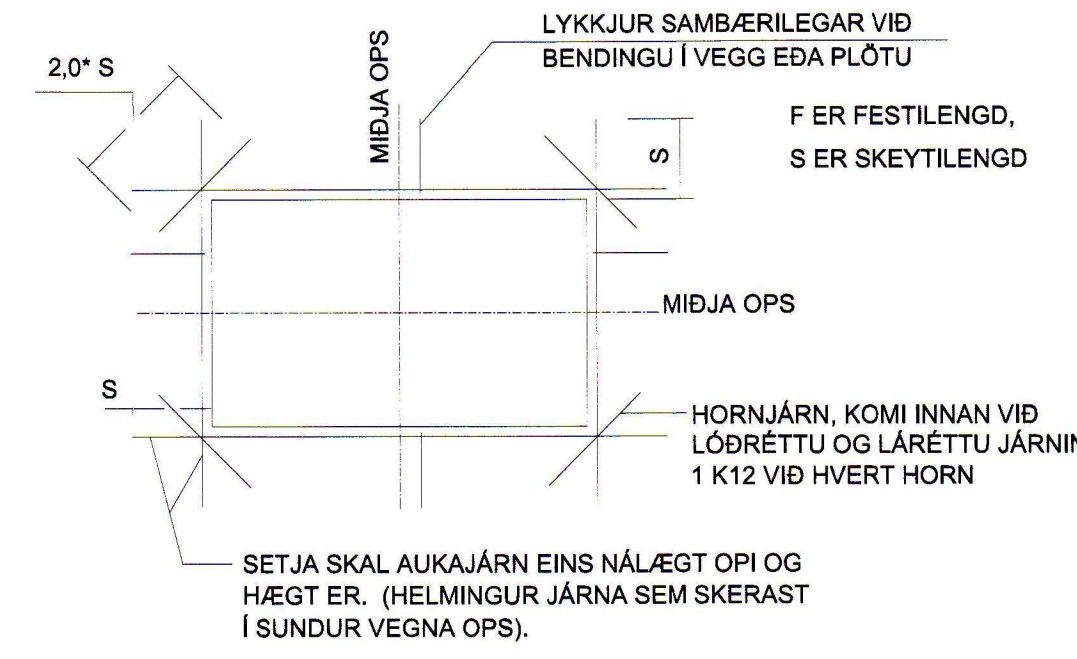 LYKKJUR SAMBÆRILEGAR VIÐ
BENDINGU Í VEGG EÐA PLÖTU
2,0* S
MIÐJA OPS
F ER FESTILENGD,
S ER SKEYTILENGD
S
MIÐJA OPS
S
HORNJÁRN, KOMI INNAN VIÐ
LÓÐRÉTTU OG LÁRÉTTU JÁRNIN
1 K12 VIÐ HVERT HORN
SETJA SKAL AUKAJÁRN EINS NÁLÆGT OPI OG
HÆGT ER. (HELMINGUR JÁRNA SEM SKERAST
Í SUNDUR VEGNA OPS).